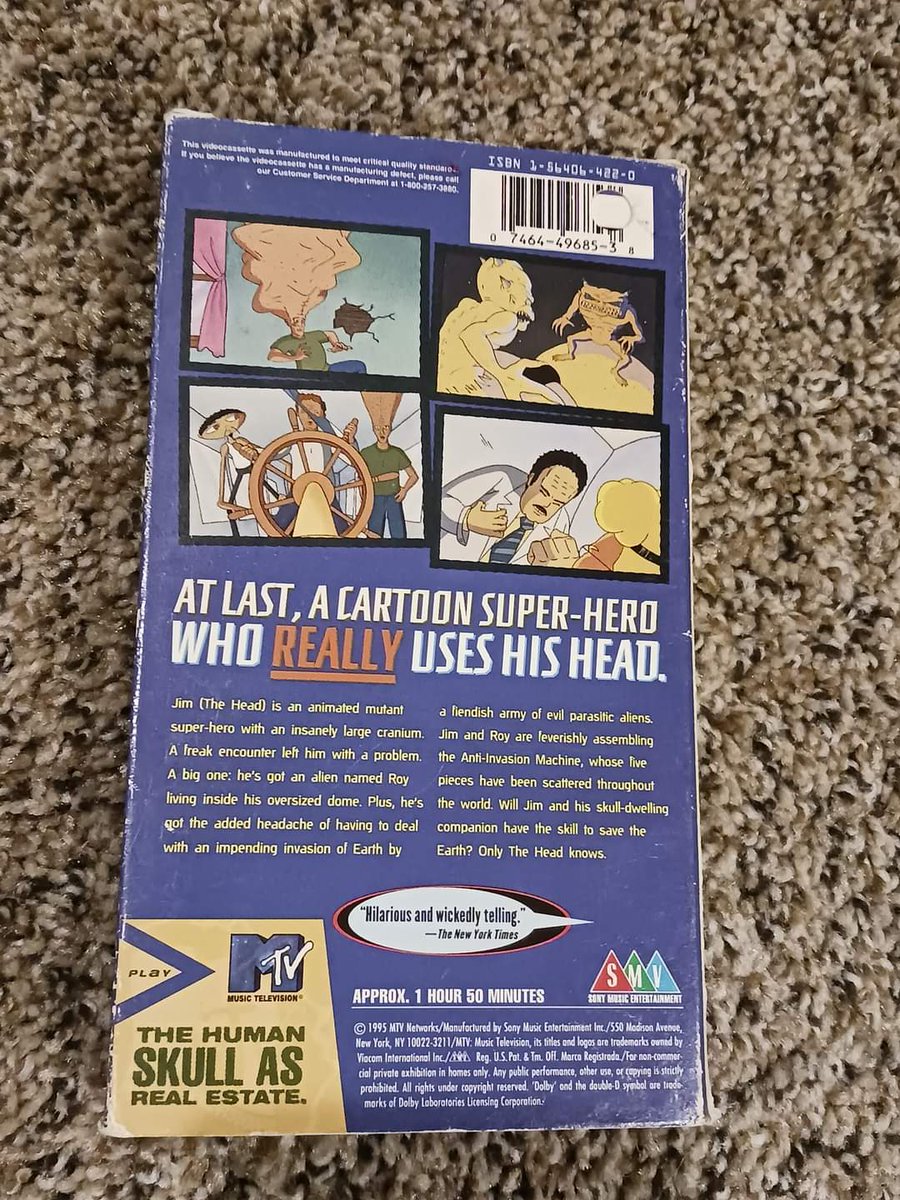 This videocassette was manufactured to meet critical quality standards.
If you believe the videocassette has a manufacturing defect, please call
our Customer Service Department at 1-800-257-3880.
ISBN 1-56406-422-0
0 7464-49685-3 8
AT LAST, A CARTOON SUPER-HERO
WHO REALLY USES HIS HEAD.
Jim (The Head) is an animated mutant
super-hero with an insanely large cranium.
A freak encounter left him with a problem.
A big one: he's got an alien named Roy
living inside his oversized dome. Plus, he's
got the added headache of having to deal
with an impending invasion of Earth by
a fiendish army of evil parasitic aliens.
Jim and Roy are feverishly assembling
the Anti-Invasion Machine, whose five
pieces have been scattered throughout
the world. Will Jim and his skull-dwelling
companion have the skill to save the
Earth? Only The Head knows.
"Hilarious and wickedly telling."
—The New York Times
PLAY
MTV
MUSIC TELEVISION®
THE HUMAN
SKULL AS
REAL ESTATE.
APPROX. 1 HOUR 50 MINUTES
SMV
SONY MUSIC ENTERTAINMENT
© 1995 MTV Networks/Manufactured by Sony Music Entertainment Inc./550 Madison Avenue,
New York, NY 10022-3211/MTV: Music Television, its titles and logos are trademarks owned by
Viacom International Inc./ Reg. U.S. Pat. & Tm. Off. Marca Registrada./For non-commer-
cial private exhibition in homes only. Any public performance, other use, or copying is strictly
prohibited. All rights under copyright reserved. 'Dolby' and the double-D symbol are trade-
marks of Dolby Laboratories Licensing Corporation.